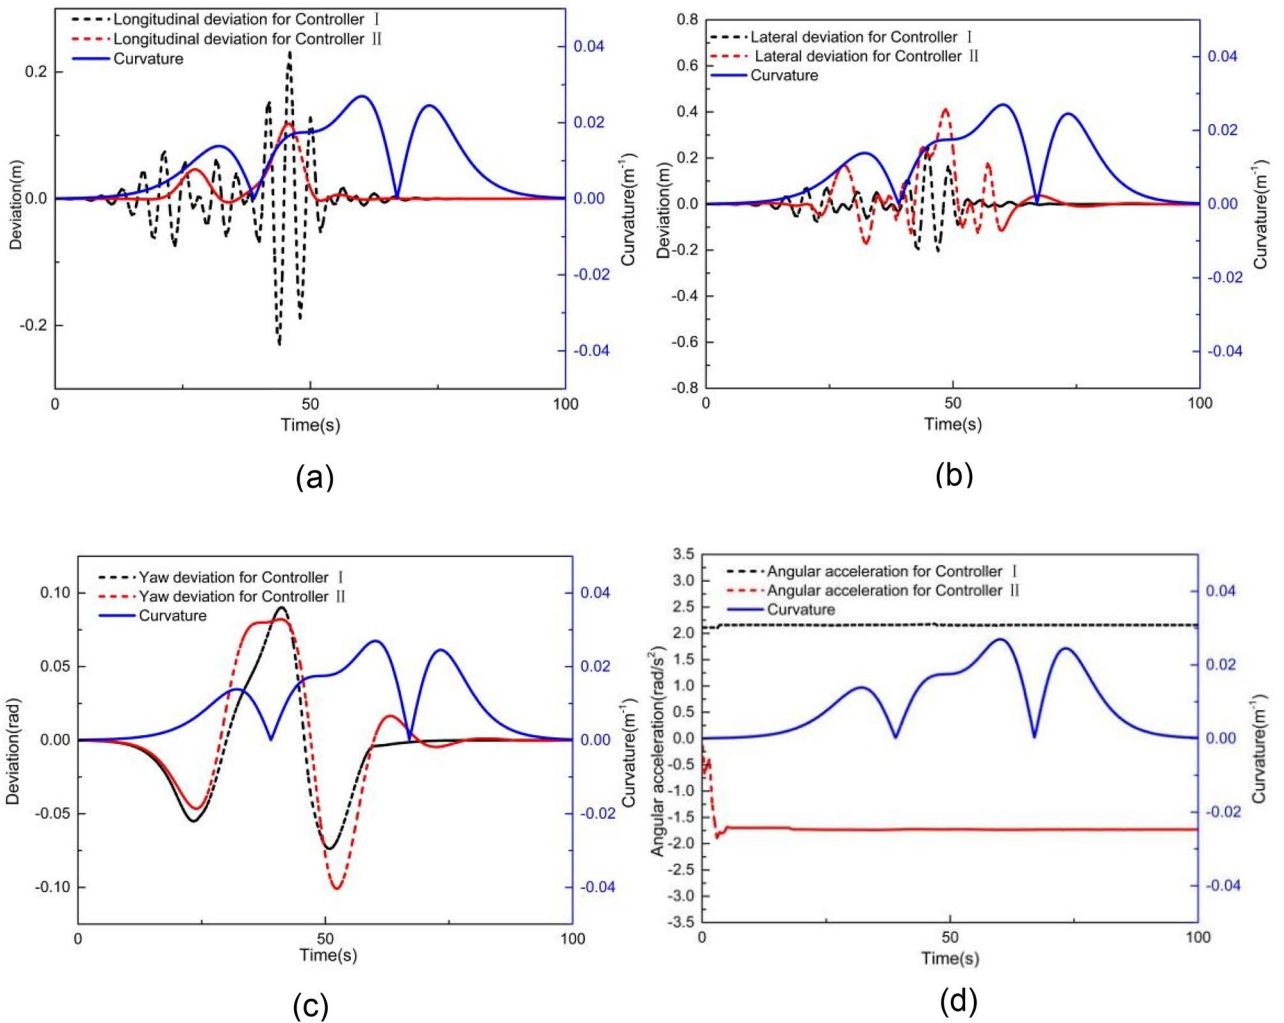 Longitudinal deviation for Controller Ⅰ
Longitudinal deviation for Controller Ⅱ
Curvature
0.2
0.0
-0.2
Deviation(m)
0.04
0.02
0.00
-0.02
-0.04
Curvature(m⁻¹)
0
50
100
Time(s)
(a)
Lateral deviation for Controller Ⅰ
Lateral deviation for Controller Ⅱ
Curvature
0.8
0.6
0.4
0.2
0.0
-0.2
-0.4
-0.6
-0.8
Deviation(m)
0.04
0.02
0.00
-0.02
-0.04
Curvature(m⁻¹)
0
50
100
Time(s)
(b)
Yaw deviation for Controller Ⅰ
Yaw deviation for Controller Ⅱ
Curvature
0.10
0.05
0.00
-0.05
-0.10
Deviation(rad)
0.04
0.02
0.00
-0.02
-0.04
Curvature(m⁻¹)
0
50
100
Time(s)
(c)
Angular acceleration for Controller Ⅰ
Angular acceleration for Controller Ⅱ
Curvature
3.5
3.0
2.5
2.0
1.5
1.0
0.5
0.0
-0.5
-1.0
-1.5
-2.0
-2.5
-3.0
-3.5
Angular acceleration(rad/s²)
0.04
0.02
0.00
-0.02
-0.04
Curvature(m⁻¹)
0
50
100
Time(s)
(d)